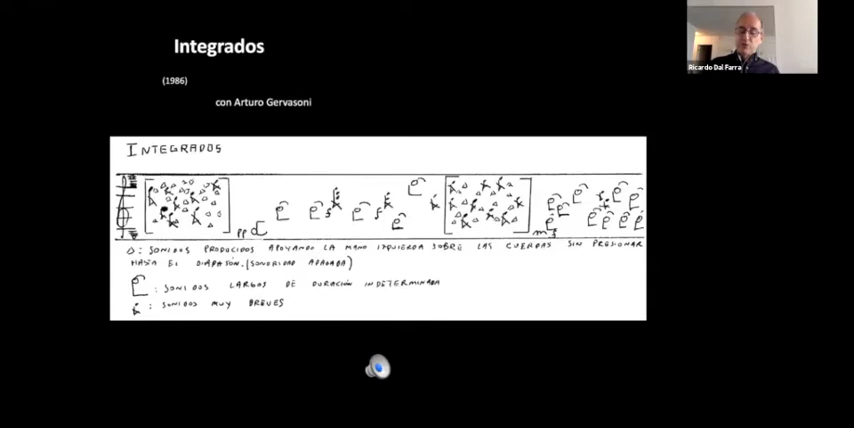 Integrados
(1986)
con Arturo Gervasoni
Ricardo Dal Farra
INTEGRADOS
pp
mf
Δ: SONIDOS PRODUCIDOS APOYANDO LA MANO IZQUIERDA SOBRE LAS CUERDAS SIN PRESIONAR
HASTA EL DIAPASÓN. (SONORIDAD APAGADA)
: SONIDOS LARGOS DE DURACIÓN INDETERMINADA
: SONIDOS MUY BREVES